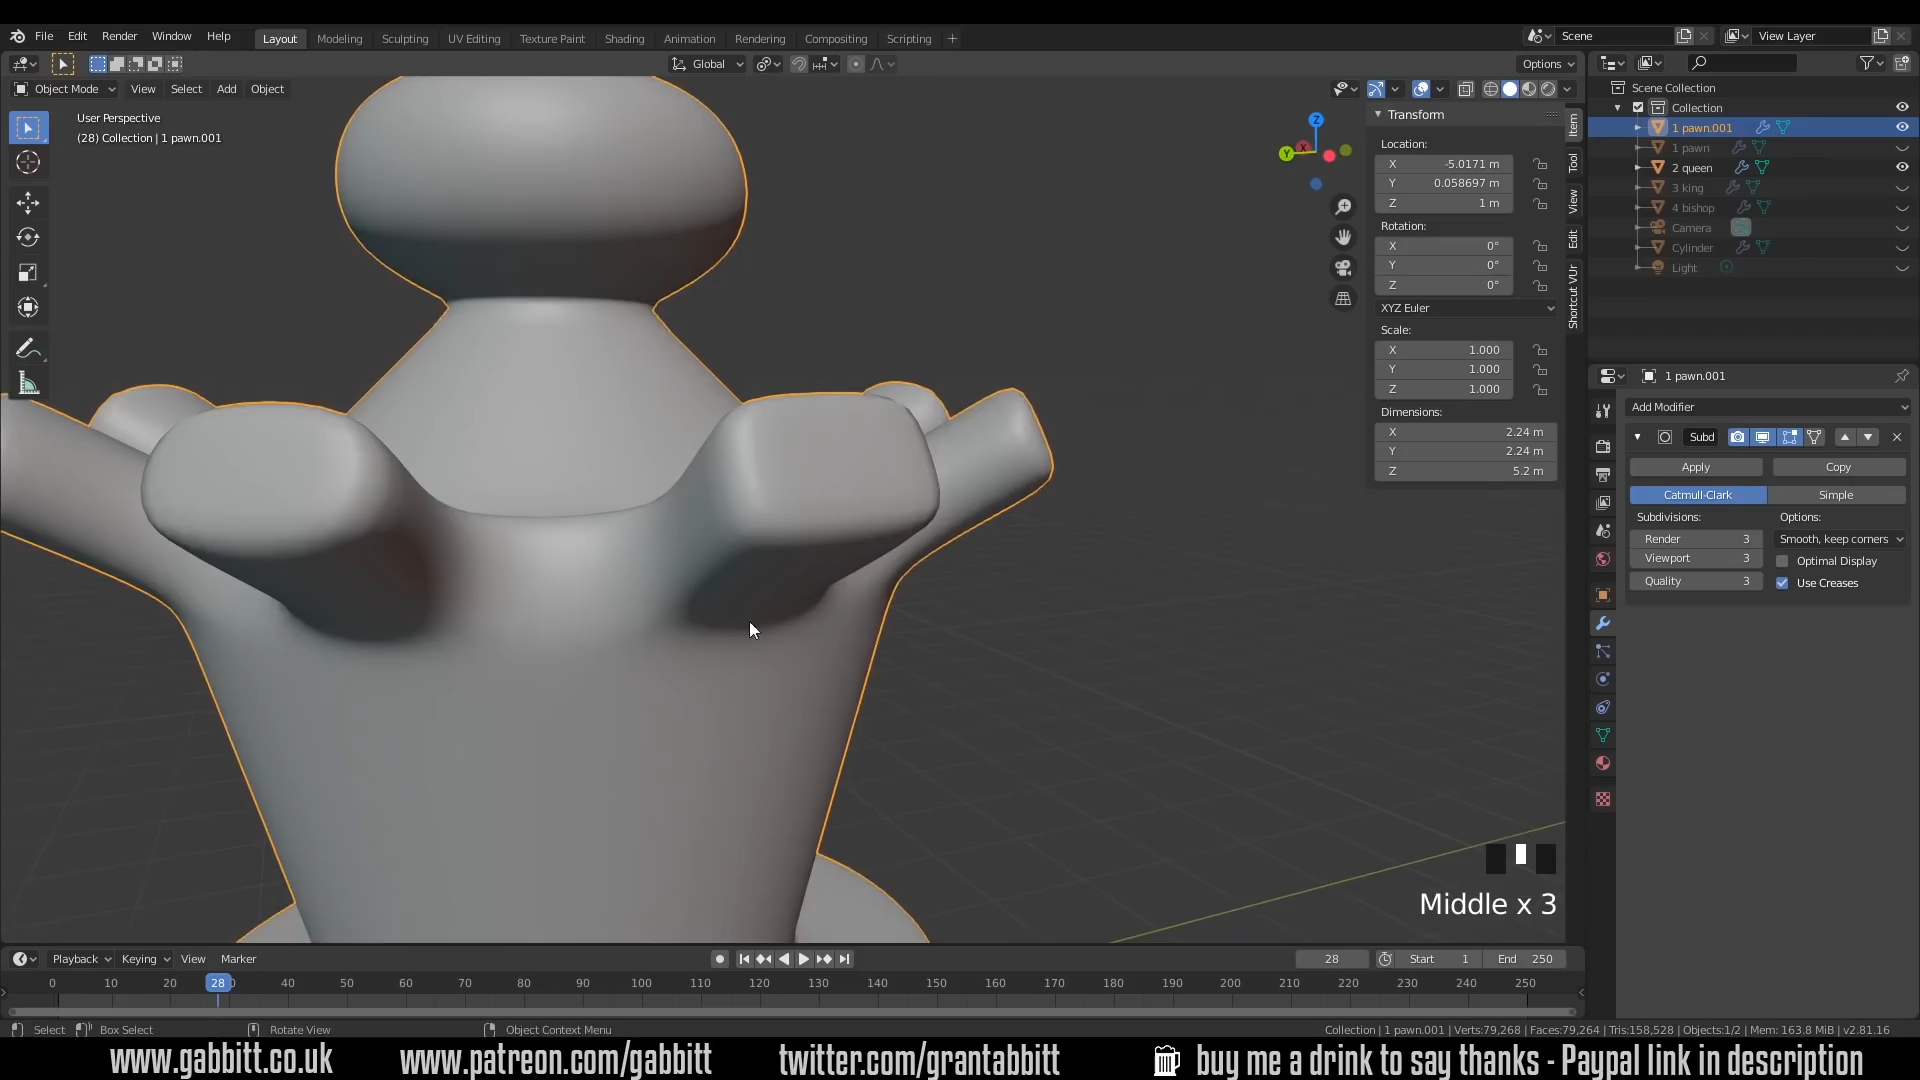 File Edit Render Window Help Layout Modeling Sculpting UV Editing Texture Paint Shading Animation Rendering Compositing Scripting + Scene View Layer
Global Options
Object Mode View Select Add Object
User Perspective
(28) Collection | 1 pawn.001
Z
Y
X
Transform
Location:
X -5.0171 m
Y 0.058697 m
Z 1 m
Rotation:
X 0°
Y 0°
Z 0°
XYZ Euler
Scale:
X 1.000
Y 1.000
Z 1.000
Dimensions:
X 2.24 m
Y 2.24 m
Z 5.2 m
Item
Tool
View
Edit
Shortcut VUr
Scene Collection
Collection
1 pawn.001
1 pawn
2 queen
3 king
4 bishop
Camera
Cylinder
Light
1 pawn.001
Add Modifier
Subd
Apply Copy
Catmull-Clark Simple
Subdivisions: Options:
Render 3 Smooth, keep corners
Viewport 3 Optimal Display
Quality 3 Use Creases
Middle x 3
Playback Keying View Marker 28 Start 1 End 250
0 10 20 28 40 50 60 70 80 90 100 110 120 130 140 150 160 170 180 190 200 210 220 230 240 250
Select Box Select Rotate View Object Context Menu Collection | 1 pawn.001 | Verts:79,268 | Faces:79,264 | Tris:158,528 | Objects:1/2 | Mem: 163.8 MiB | v2.81.16
www.gabbitt.co.uk www.patreon.com/gabbitt twitter.com/grantabbitt buy me a drink to say thanks - Paypal link in description